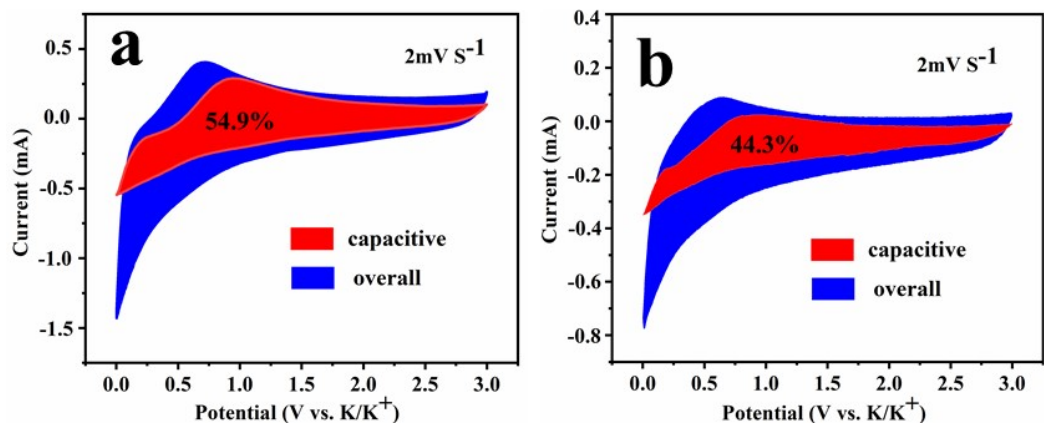 a
2mV S-1
54.9%
capacitive
overall
0.5
0.0
-0.5
-1.0
-1.5
Current (mA)
0.0 0.5 1.0 1.5 2.0 2.5 3.0
Potential (V vs. K/K+)
b
2mV S-1
44.3%
capacitive
overall
0.4
0.2
0.0
-0.2
-0.4
-0.6
-0.8
Current (mA)
0.0 0.5 1.0 1.5 2.0 2.5 3.0
Potential (V vs. K/K+)